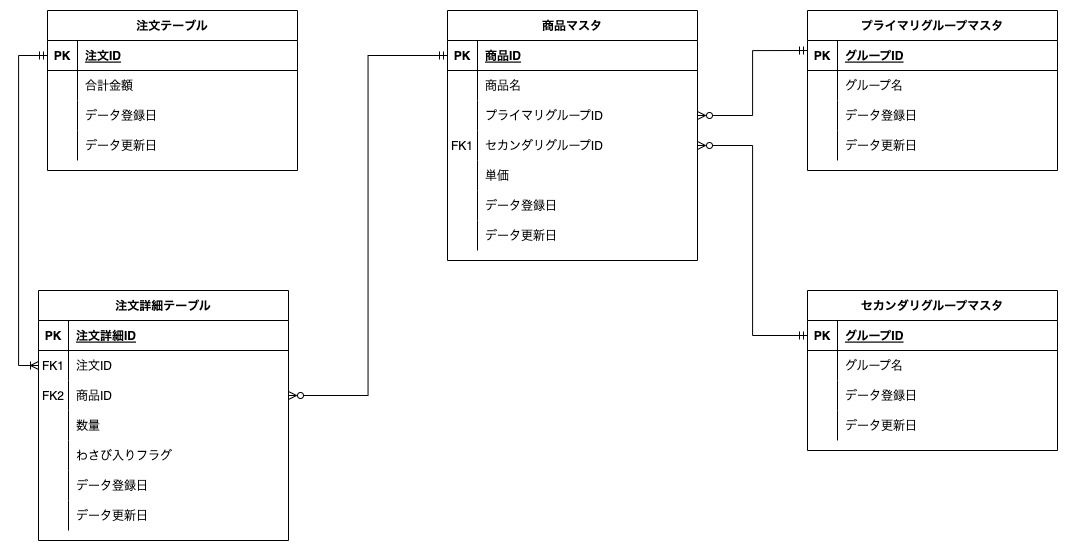 注文テーブル
PK 注文ID
合計金額
データ登録日
データ更新日
商品マスタ
PK 商品ID
商品名
プライマリグループID
FK1 セカンダリグループID
単価
データ登録日
データ更新日
プライマリグループマスタ
PK グループID
グループ名
データ登録日
データ更新日
注文詳細テーブル
PK 注文詳細ID
FK1 注文ID
FK2 商品ID
数量
わさび入りフラグ
データ登録日
データ更新日
セカンダリグループマスタ
PK グループID
グループ名
データ登録日
データ更新日